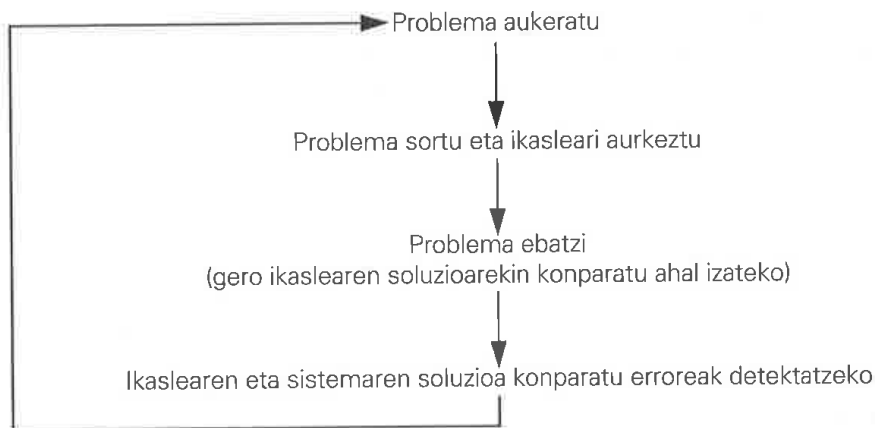 Problema aukeratu
Problema sortu eta ikasleari aurkeztu
Problema ebatzi
(gero ikaslearen soluzioarekin konparatu ahal izateko)
Ikaslearen eta sistemaren soluzioa konparatu erroreak detektatzeko